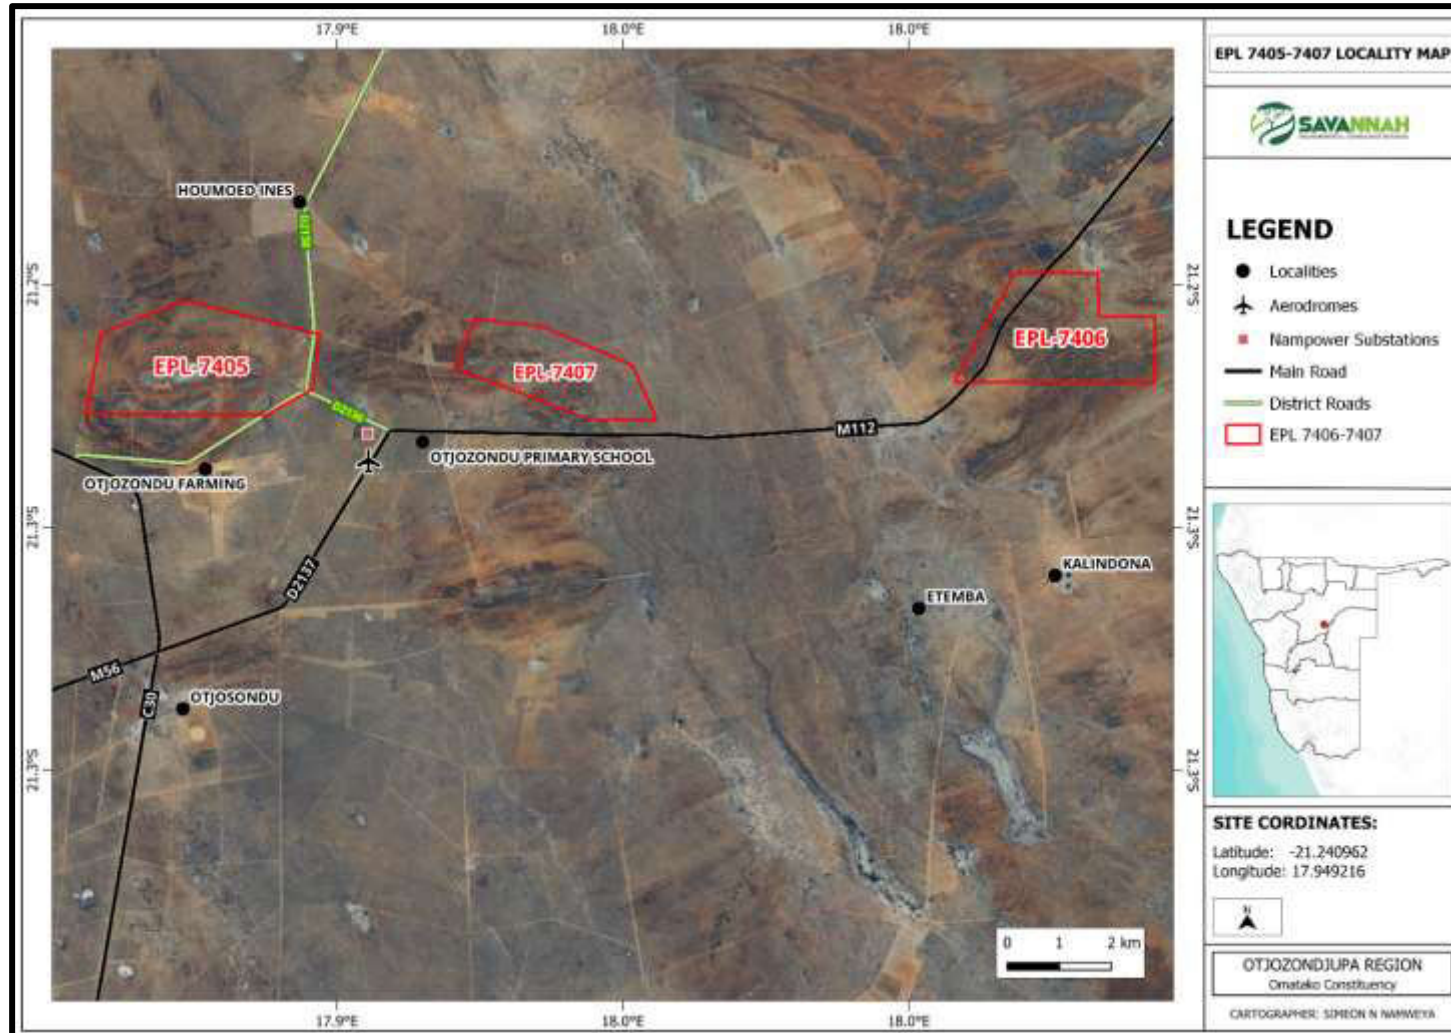 17.9°E
18.0°E
18.0°E
EPL 7405-7407 LOCALITY MAP
SAVANNAH
HOUMOED INES
LEGEND
Localities
Aerodromes
Nampower Substations
Main Road
District Roads
EPL 7406-7407
21.2°S
21.2°S
EPL-7405
EPL-7407
EPL-7406
M112
OTJOZONDU PRIMARY SCHOOL
OTJOZONDU FARMING
21.3°S
21.3°S
D2137
KALINDONA
ETEMBA
M56
C30
OTJOSONDU
21.3°S
21.3°S
SITE CORDINATES:
Latitude: -21.240962
Longitude: 17.949216
N
0 1 2 km
OTJOZONDJUPA REGION
Omatako Constituency
CARTOGRAPHER: SIMEON N NAMWEYA
17.9°E
18.0°E
18.0°E